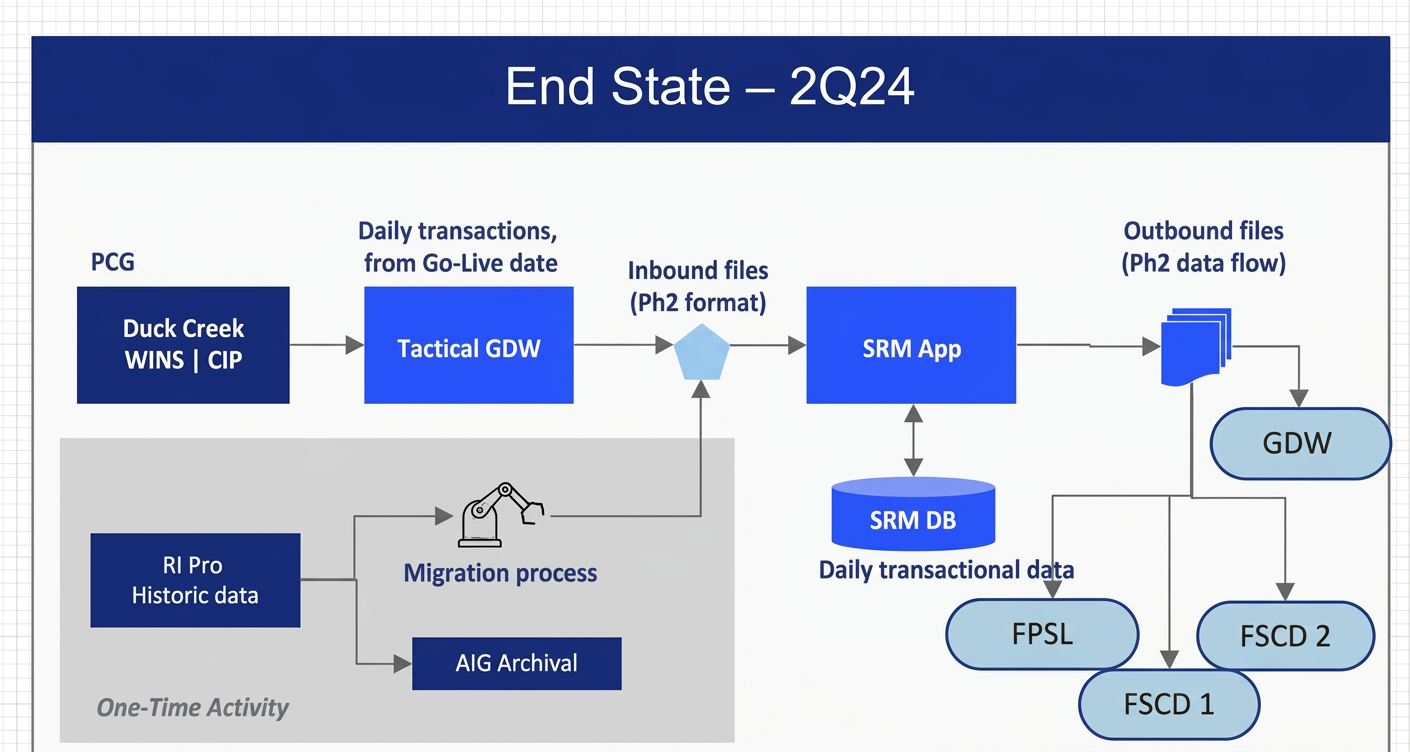 End State – 2Q24
PCG
Duck Creek
WINS | CIP
Daily transactions,
from Go-Live date
Tactical GDW
Inbound files
(Ph2 format)
SRM App
Outbound files
(Ph2 data flow)
GDW
SRM DB
Daily transactional data
RI Pro
Historic data
Migration process
AIG Archival
One-Time Activity
FPSL
FSCD 2
FSCD 1